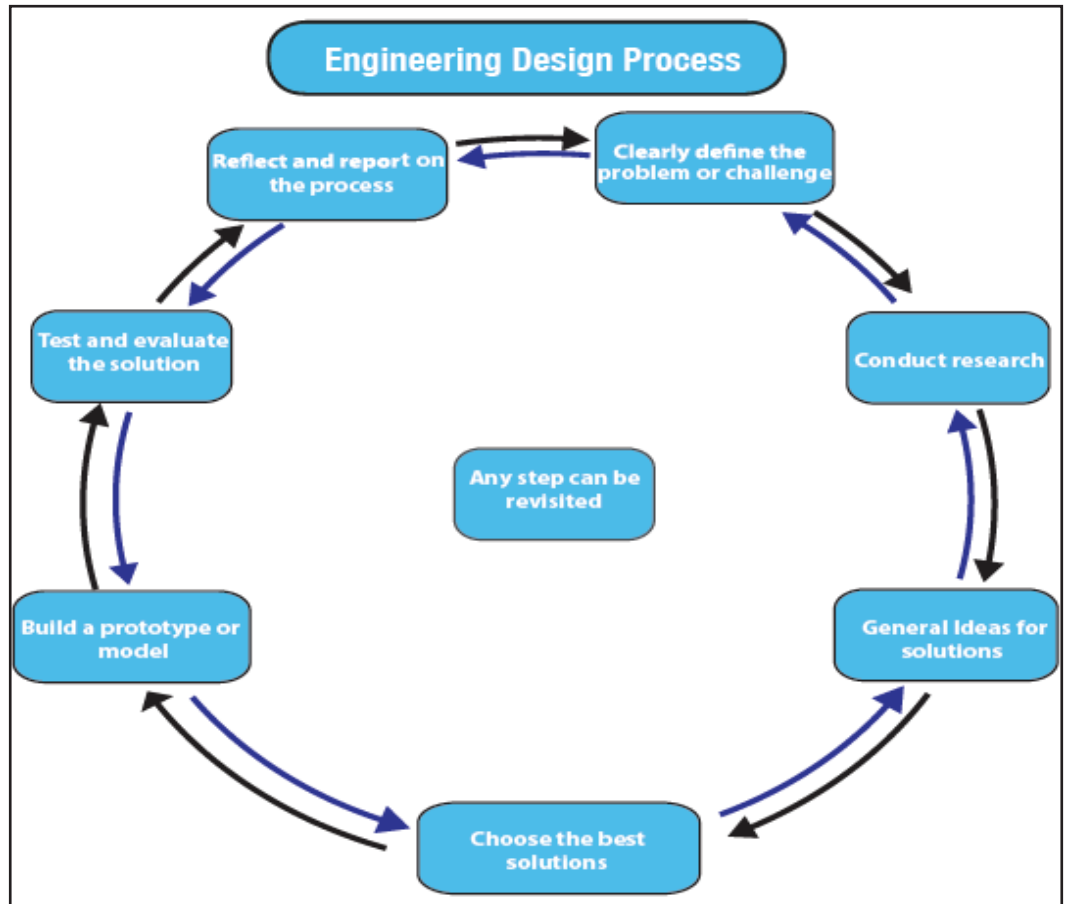 Engineering Design Process
Clearly define the
problem or challenge
Conduct research
General Ideas for
solutions
Choose the best
solutions
Build a prototype or
model
Test and evaluate
the solution
Reflect and report on
the process
Any step can be
revisited